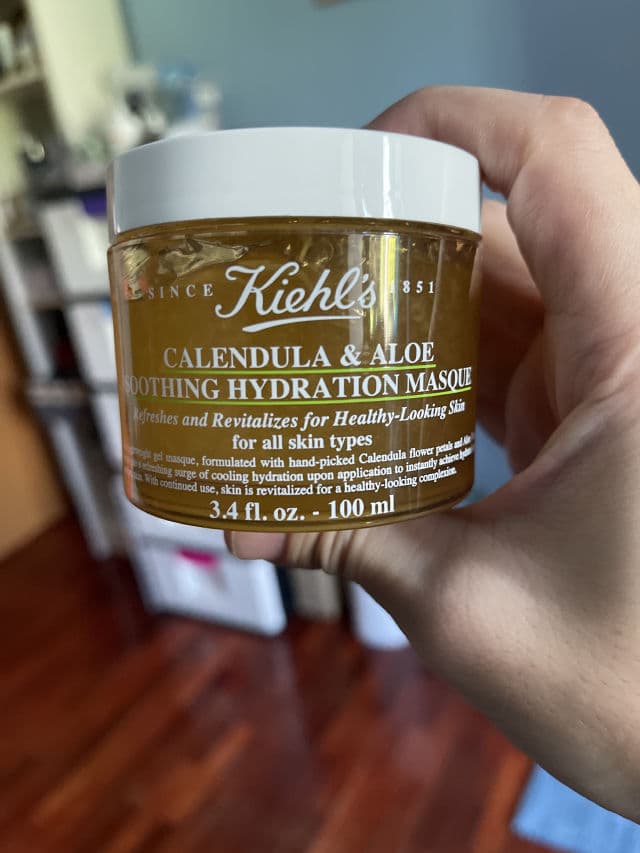 SINCE Kiehl's 1851
CALENDULA & ALOE
SOOTHING HYDRATION MASQUE
Refreshes and Revitalizes for Healthy-Looking Skin
for all skin types
gel masque, formulated with hand-picked Calendula flower petals and
refreshing surge of cooling hydration upon application to instantly achieve
With continued use, skin is revitalized for a healthy-looking complexion.
3.4 fl. oz. - 100 ml